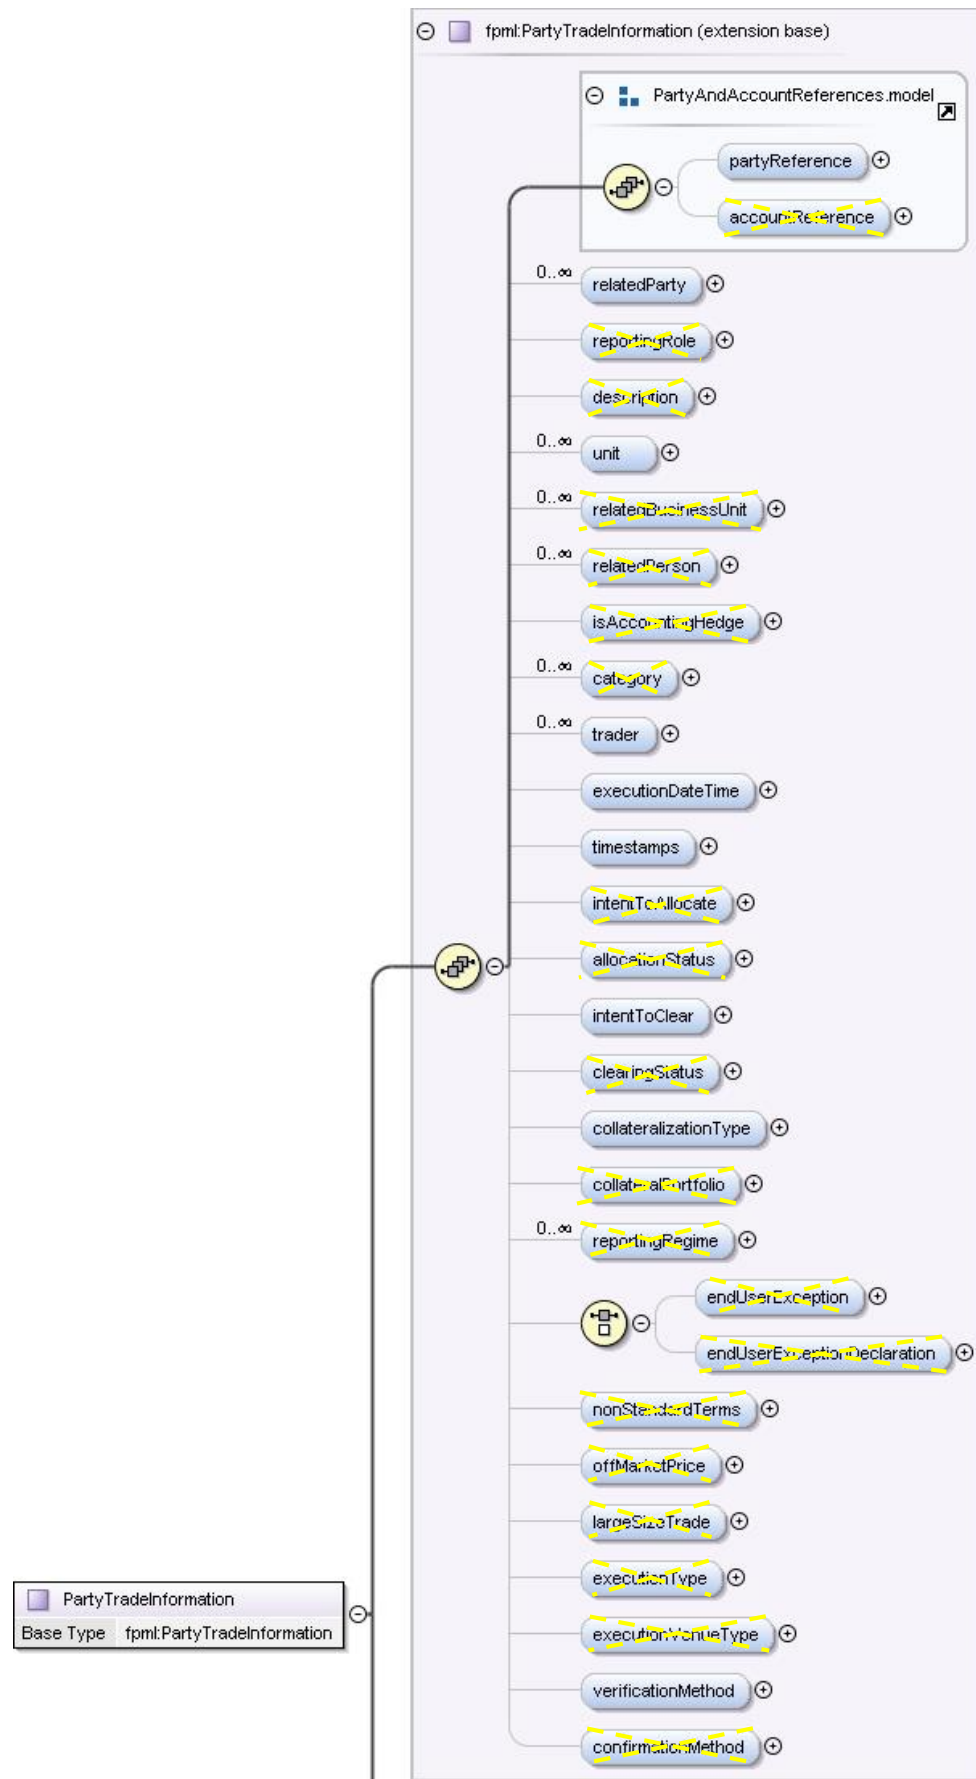 fpml:PartyTradeInformation (extension base)
PartyAndAccountReferences.model
partyReference
accountReference
0..∞
relatedParty
reportingRole
description
0..∞
unit
0..∞
relatedBusinessUnit
0..∞
relatedPerson
isAccountingHedge
0..∞
category
0..∞
trader
executionDateTime
timestamps
intentToAllocate
allocationStatus
intentToClear
clearingStatus
collateralizationType
collateralPortfolio
0..∞
reportingRegime
endUserException
endUserExceptionDeclaration
nonStandardTerms
offMarketPrice
largeSizeTrade
executionType
PartyTradeInformation
Base Type fpml:PartyTradeInformation
executionVenueType
verificationMethod
confirmationMethod